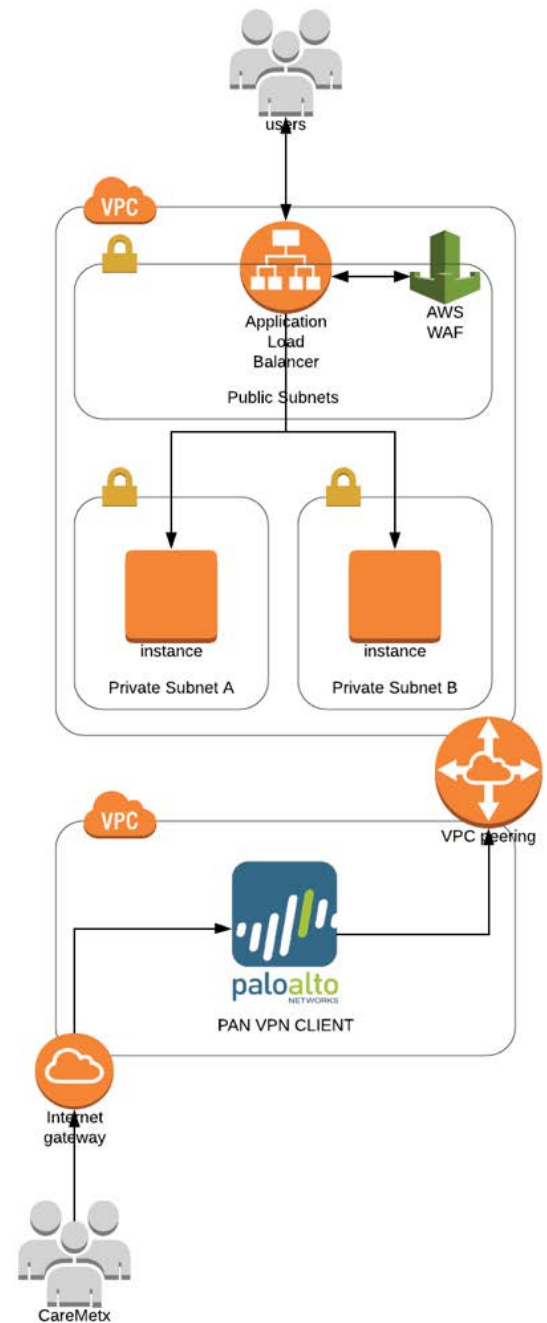 users
VPC
Application
Load
Balancer
AWS
WAF
Public Subnets
instance
Private Subnet A
instance
Private Subnet B
VPC peering
VPC
paloalto
NETWORKS
PAN VPN CLIENT
Internet
gateway
CareMetx